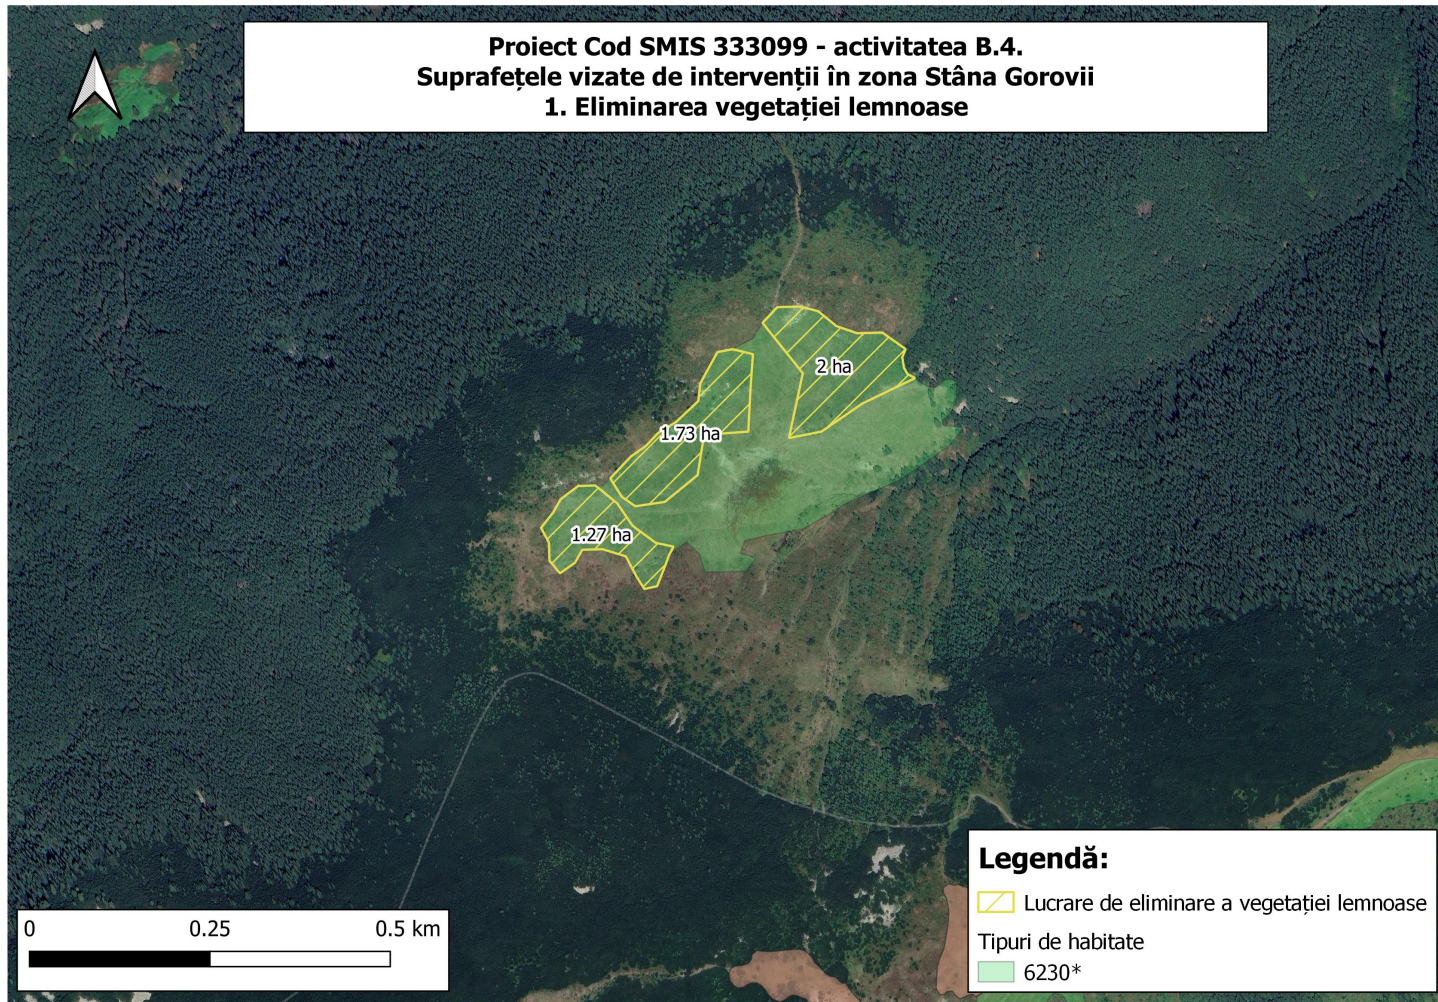 Proiect Cod SMIS 333099 - activitatea B.4.
Suprafețele vizate de intervenții în zona Stâna Gorovii
1. Eliminarea vegetației lemnoase
2 ha
1.73 ha
1.27 ha
0 0.25 0.5 km
Legendă:
Lucrare de eliminare a vegetației lemnoase
Tipuri de habitate
6230*